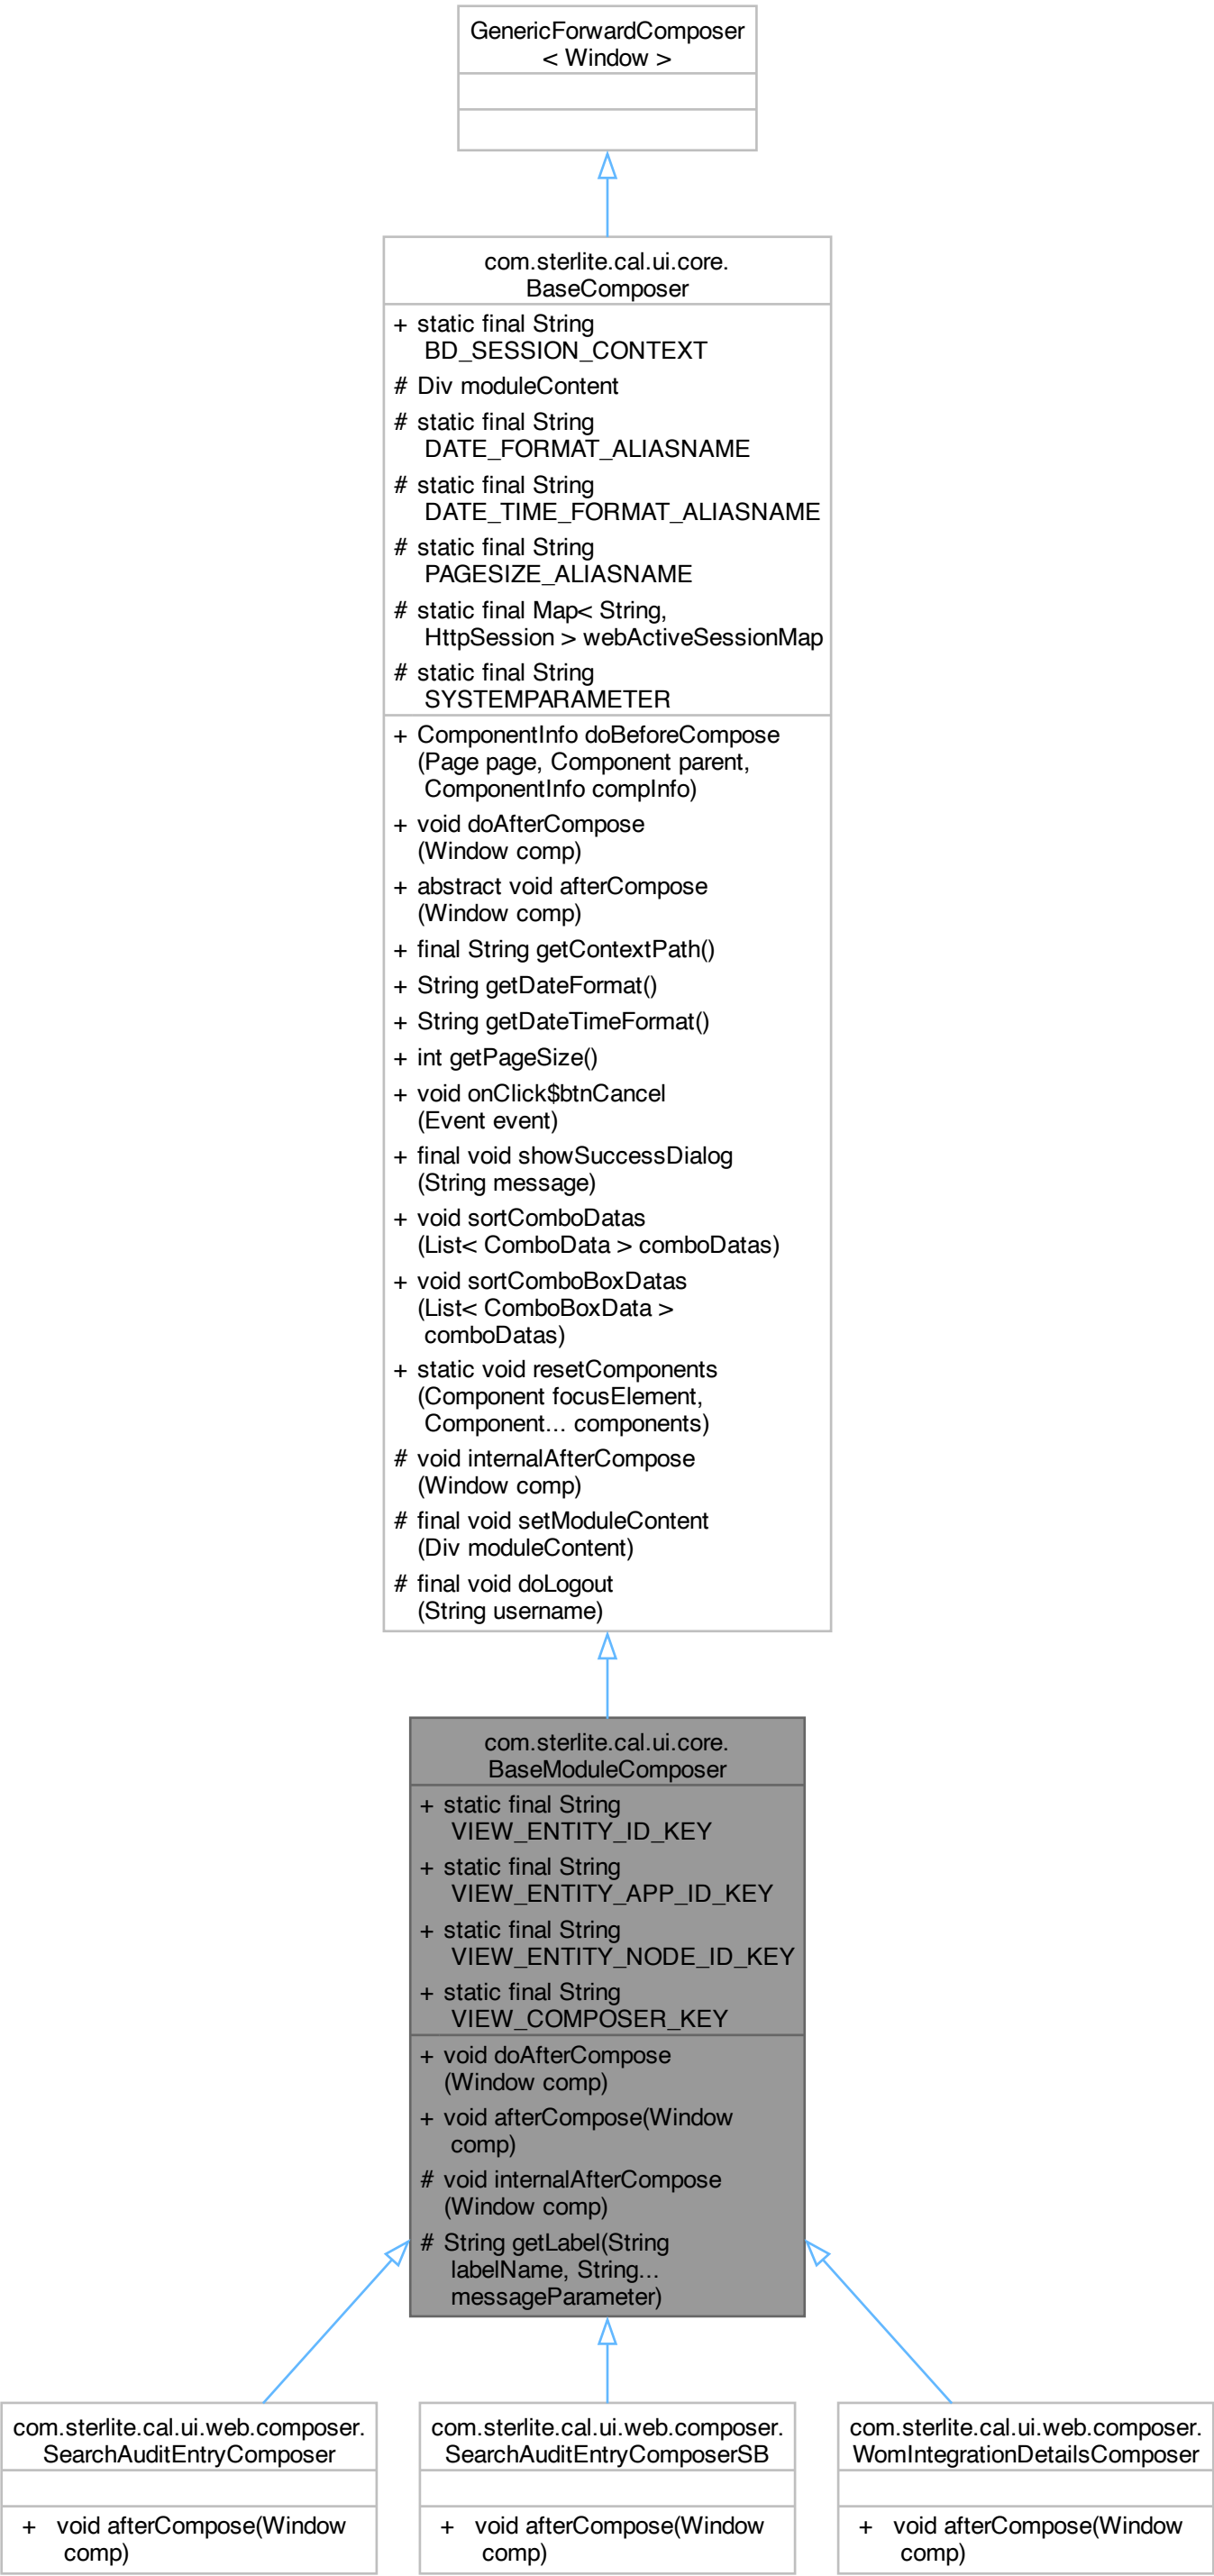 GenericForwardComposer
< Window >
com.sterlite.cal.ui.core.
BaseComposer
+ static final String
BD_SESSION_CONTEXT
# Div moduleContent
# static final String
DATE_FORMAT_ALIASNAME
# static final String
DATE_TIME_FORMAT_ALIASNAME
# static final String
PAGESIZE_ALIASNAME
# static final Map< String,
HttpSession > webActiveSessionMap
# static final String
SYSTEMPARAMETER
+ ComponentInfo doBeforeCompose
(Page page, Component parent,
ComponentInfo compInfo)
+ void doAfterCompose
(Window comp)
+ abstract void afterCompose
(Window comp)
+ final String getContextPath()
+ String getDateFormat()
+ String getDateTimeFormat()
+ int getPageSize()
+ void onClick$btnCancel
(Event event)
+ final void showSuccessDialog
(String message)
+ void sortComboDatas
(List< ComboData > comboDatas)
+ void sortComboBoxDatas
(List< ComboBoxData >
comboDatas)
+ static void resetComponents
(Component focusElement,
Component... components)
# void internalAfterCompose
(Window comp)
# final void setModuleContent
(Div moduleContent)
# final void doLogout
(String username)
com.sterlite.cal.ui.core.
BaseModuleComposer
+ static final String
VIEW_ENTITY_ID_KEY
+ static final String
VIEW_ENTITY_APP_ID_KEY
+ static final String
VIEW_ENTITY_NODE_ID_KEY
+ static final String
VIEW_COMPOSER_KEY
+ void doAfterCompose
(Window comp)
+ void afterCompose(Window
comp)
# void internalAfterCompose
(Window comp)
# String getLabel(String
labelName, String...
messageParameter)
com.sterlite.cal.ui.web.composer.
SearchAuditEntryComposer
+ void afterCompose(Window
comp)
com.sterlite.cal.ui.web.composer.
SearchAuditEntryComposerSB
+ void afterCompose(Window
comp)
com.sterlite.cal.ui.web.composer.
WomIntegrationDetailsComposer
+ void afterCompose(Window
comp)